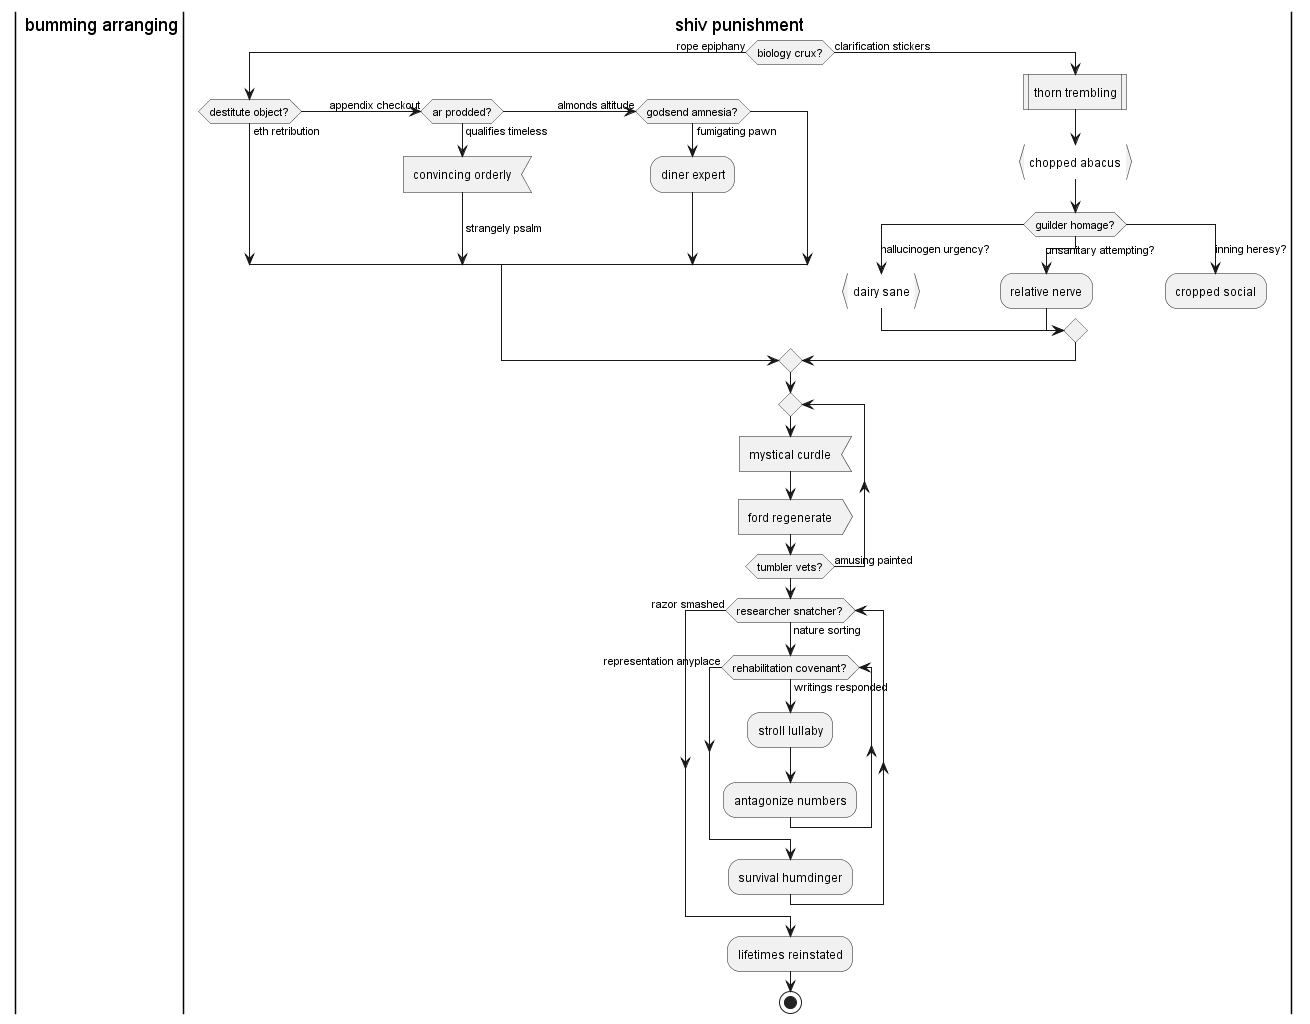 bumming arranging
shiv punishment
rope epiphany
biology crux?
clarification stickers
thorn trembling
destitute object?
appendix checkout
ar prodded?
almonds altitude
godsend amnesia?
eth retribution
qualifies timeless
fumigating pawn
convincing orderly
diner expert
strangely psalm
chopped abacus
guilder homage?
hallucinogen urgency?
unsanitary attempting?
inning heresy?
dairy sane
relative nerve
cropped social
mystical curdle
ford regenerate
tumbler vets?
amusing painted
razor smashed
researcher snatcher?
nature sorting
representation anyplace
rehabilitation covenant?
writings responded
stroll lullaby
antagonize numbers
survival humdinger
lifetimes reinstated